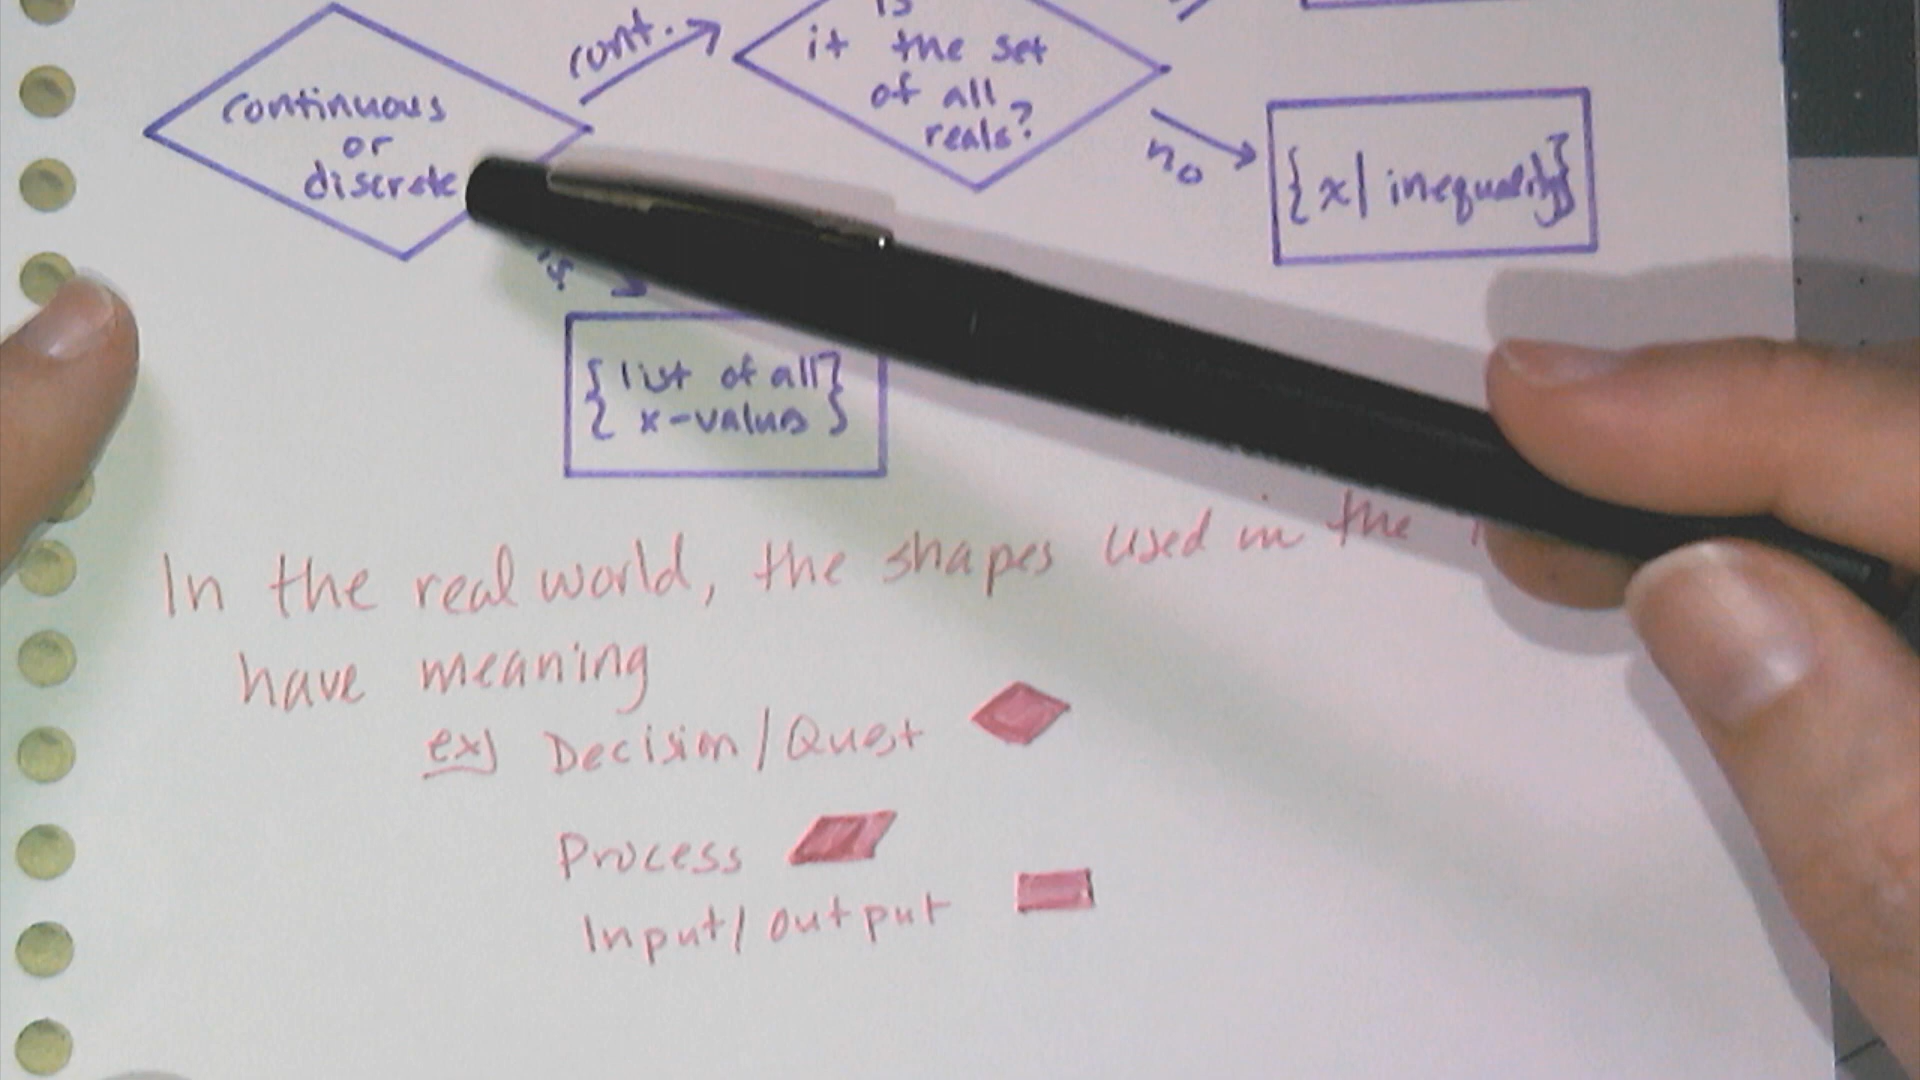 cont.
is
it the set
of all
reals?
continuous
or
discrete
no
{x| inequality}
{list of all
x-values}
In the real world, the shapes used in the
have meaning
ex) Decision/Quest
Process
Input/output